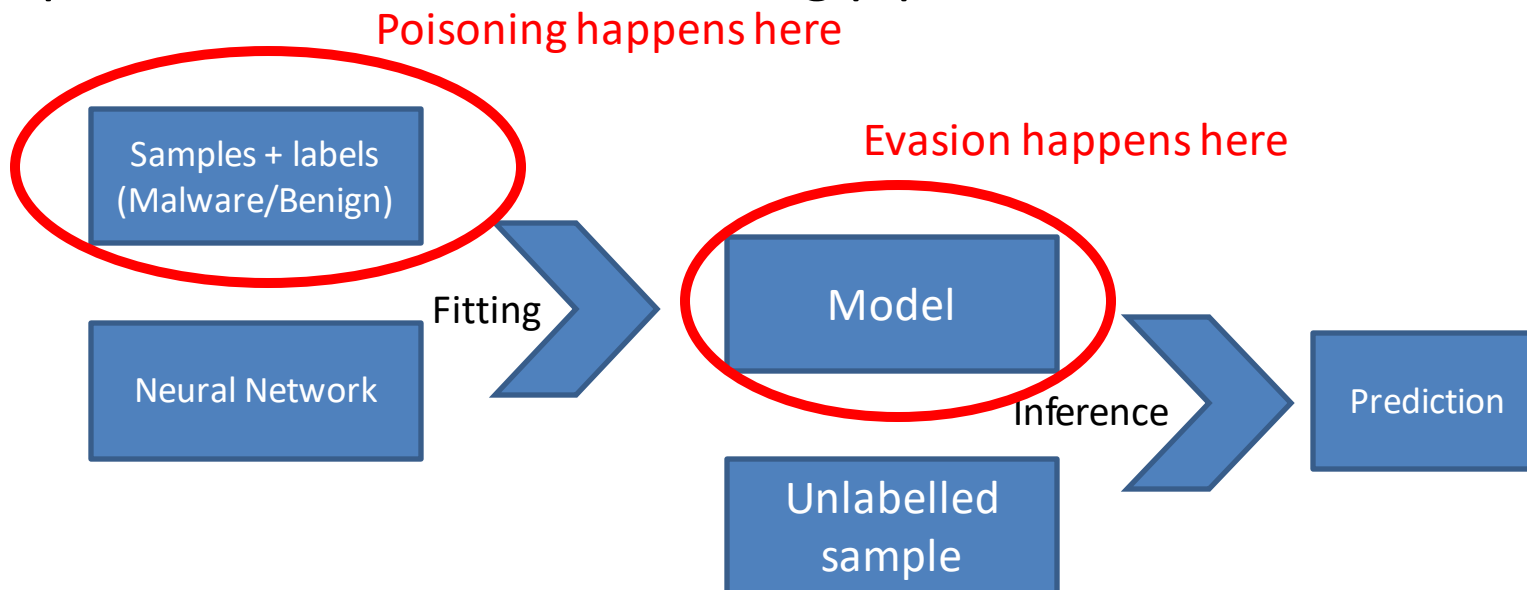 Poisoning happens here
Samples + labels
(Malware/Benign)
Evasion happens here
Fitting
Model
Neural Network
Inference
Prediction
Unlabelled
sample